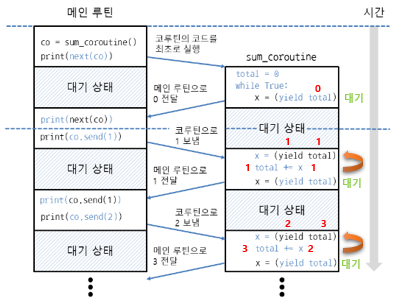 메인 루틴
시간
co = sum_coroutine()
print(next(co))
코루틴의 코드를
최초로 실행
sum_coroutine
total = 0
while True:
x = (yield total)
0
대기
대기 상태
메인 루틴으로
0 전달
print(next(co)
print(co,send(1))
대기 상태
코루틴으로
1 보냄
1 1
x = (yield total)
1 total += x 1
x = (yield total)
대기
대기 상태
메인 루틴으로
1 전달
print(co,send(1))
print(co,send(2))
대기 상태
코루틴으로
2 보냄
2 3
x = (yield total)
3 total += x 2
x = (yield total)
대기
대기 상태
메인 루틴으로
3 전달